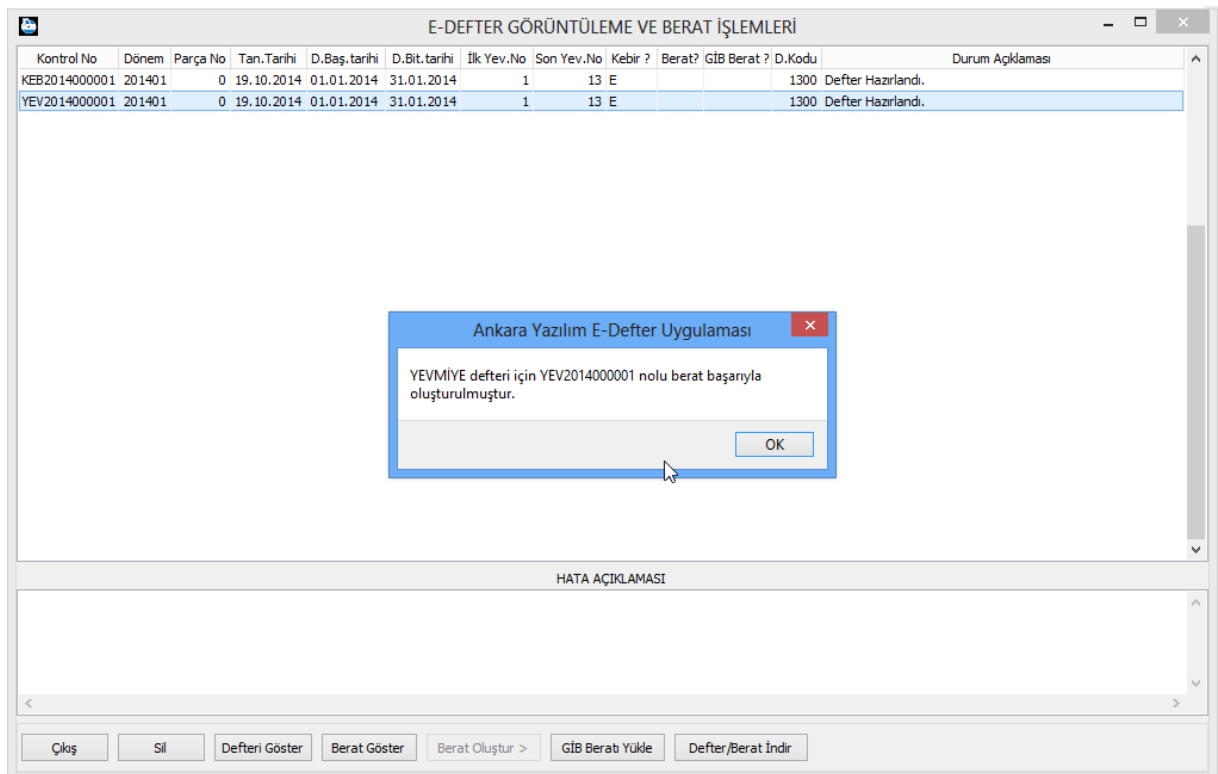 E-DEFTER GÖRÜNTÜLEME VE BERAT İŞLEMLERİ
Kontrol No Dönem Parça No Tan.Tarihi D.Baş.tarihi D.Bit.tarihi İlk Yev.No Son Yev.No Kebir ? Berat? GİB Berat ? D.Kodu Durum Açıklaması
KEB2014000001 201401 0 19.10.2014 01.01.2014 31.01.2014 1 13 E 1300 Defter Hazırlandı.
YEV2014000001 201401 0 19.10.2014 01.01.2014 31.01.2014 1 13 E 1300 Defter Hazırlandı.
Ankara Yazılım E-Defter Uygulaması
YEVMİYE defteri için YEV2014000001 nolu berat başarıyla
oluşturulmuştur.
OK
HATA AÇIKLAMASI
Çıkış Sil Defteri Göster Berat Göster Berat Oluştur > GİB Beratı Yükle Defter/Berat İndir